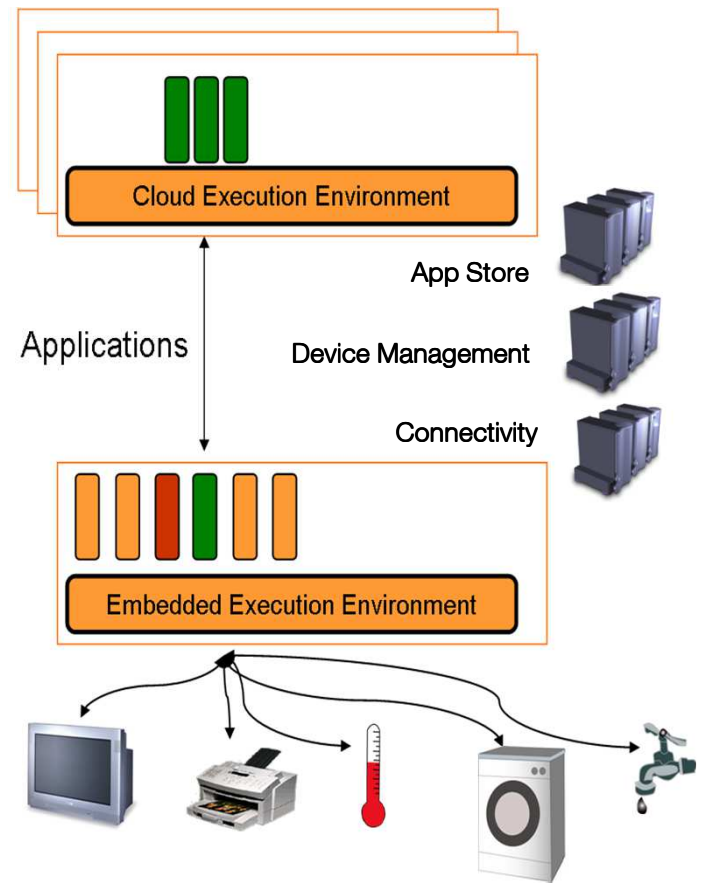 Cloud Execution Environment
App Store
Applications
Device Management
Connectivity
Embedded Execution Environment